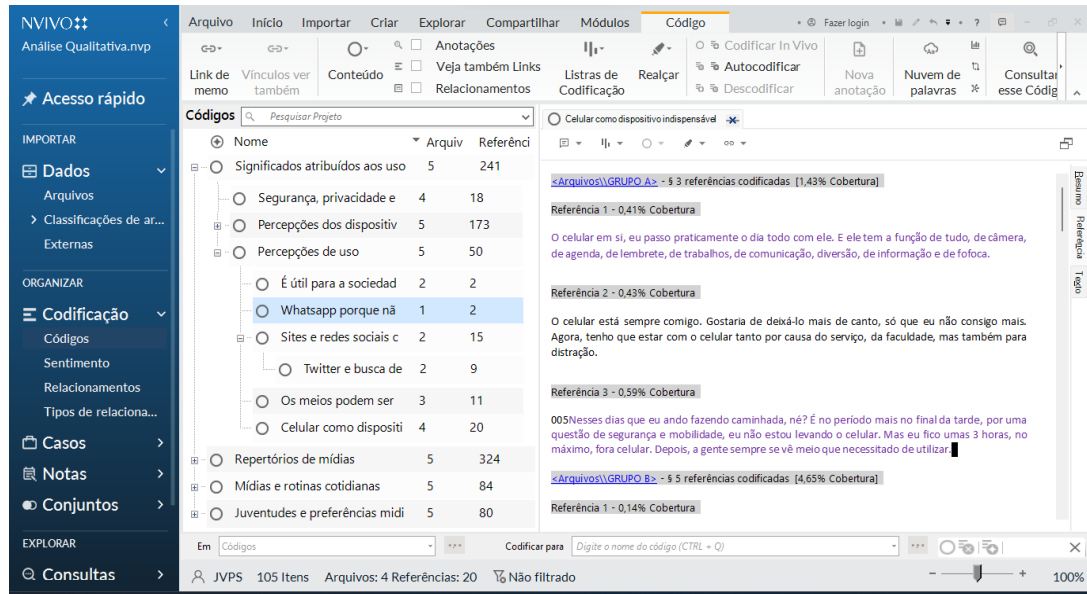 NVIVO
Análise Qualitativa.nvp
Acesso rápido
IMPORTAR
Dados
Arquivos
Classificações de ar...
Externas
ORGANIZAR
Codificação
Códigos
Sentimento
Relacionamentos
Tipos de relaciona...
Casos
Notas
Conjuntos
EXPLORAR
Consultas
Arquivo Início Importar Criar Explorar Compartilhar Módulos Código Fazer login ?
Link de memo
Vínculos ver também
Conteúdo
Anotações
Veja também Links
Relacionamentos
Listras de Codificação
Realçar
Codificar In Vivo
Autocodificar
Descodificar
Nova anotação
Nuvem de palavras
Consultar esse Códig
Códigos Pesquisar Projeto
Nome Arquiv Referênci
Significados atribuídos aos uso 5 241
Segurança, privacidade e 4 18
Percepções dos dispositiv 5 173
Percepções de uso 5 50
É útil para a sociedad 2 2
Whatsapp porque nã 1 2
Sites e redes sociais c 2 15
Twitter e busca de 2 9
Os meios podem ser 3 11
Celular como dispositi 4 20
Repertórios de mídias 5 324
Mídias e rotinas cotidianas 5 84
Juventudes e preferências midi 5 80
Celular como dispositivo indispensável
<Arquivos\\GRUPO A> - § 3 referências codificadas [1,43% Cobertura]
Referência 1 - 0,41% Cobertura
O celular em si, eu passo praticamente o dia todo com ele. E ele tem a função de tudo, de câmera,
de agenda, de lembrete, de trabalhos, de comunicação, diversão, de informação e de fofoca.
Referência 2 - 0,43% Cobertura
O celular está sempre comigo. Gostaria de deixá-lo mais de canto, só que eu não consigo mais.
Agora, tenho que estar com o celular tanto por causa do serviço, da faculdade, mas também para
distração.
Referência 3 - 0,59% Cobertura
005Nesses dias que eu ando fazendo caminhada, né? É no período mais no final da tarde, por uma
questão de segurança e mobilidade, eu não estou levando o celular. Mas eu fico umas 3 horas, no
máximo, fora celular. Depois, a gente sempre se vê meio que necessitado de utilizar.
<Arquivos\\GRUPO B> - § 5 referências codificadas [4,65% Cobertura]
Referência 1 - 0,14% Cobertura
Resumo
Referência
Texto
Em Códigos Codificar para Digite o nome do código (CTRL + Q)
JVPS 105 Itens Arquivos: 4 Referências: 20 Não filtrado 100%